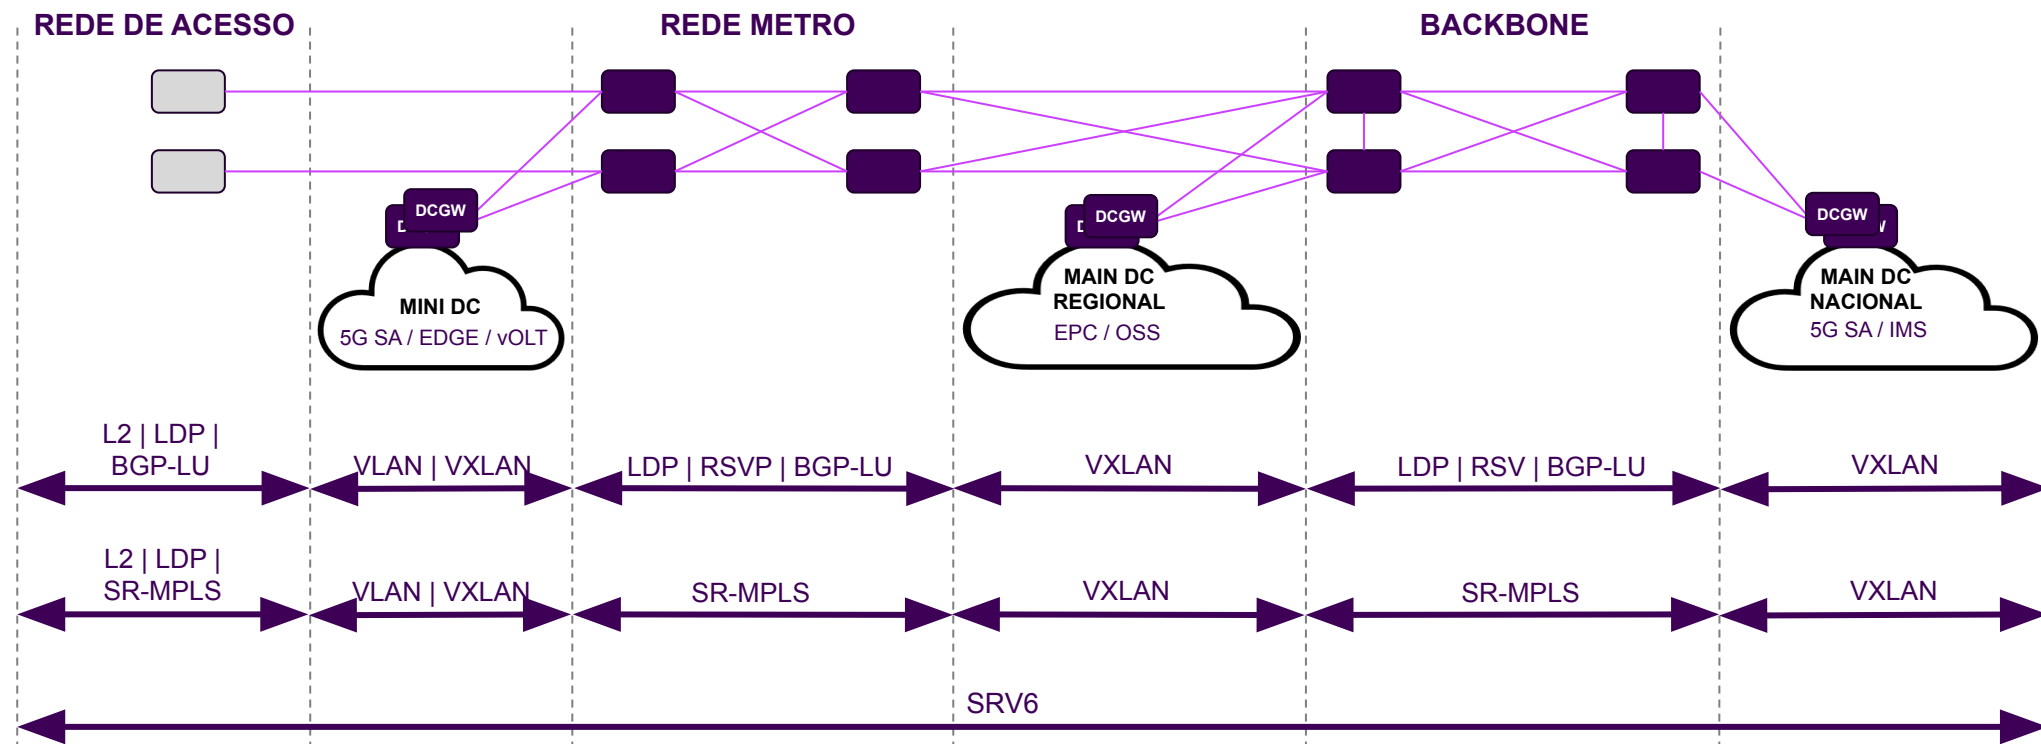 REDE DE ACESSO
REDE METRO
BACKBONE
DCGW
DCGW
DCGW
MINI DC
5G SA / EDGE / vOLT
MAIN DC
REGIONAL
EPC / OSS
MAIN DC
NACIONAL
5G SA / IMS
L2 | LDP |
BGP-LU
VLAN | VXLAN
LDP | RSVP | BGP-LU
VXLAN
LDP | RSV | BGP-LU
VXLAN
L2 | LDP |
SR-MPLS
VLAN | VXLAN
SR-MPLS
VXLAN
SR-MPLS
VXLAN
SRV6